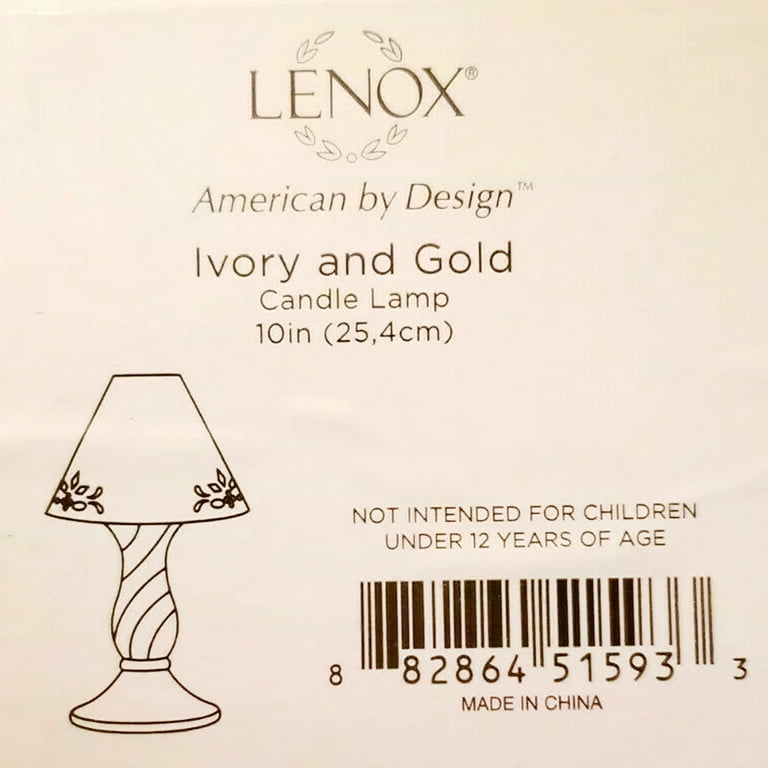 LENOX®
American by Design™
Ivory and Gold
Candle Lamp
10in (25,4cm)
NOT INTENDED FOR CHILDREN
UNDER 12 YEARS OF AGE
8 82864 51593 3
MADE IN CHINA